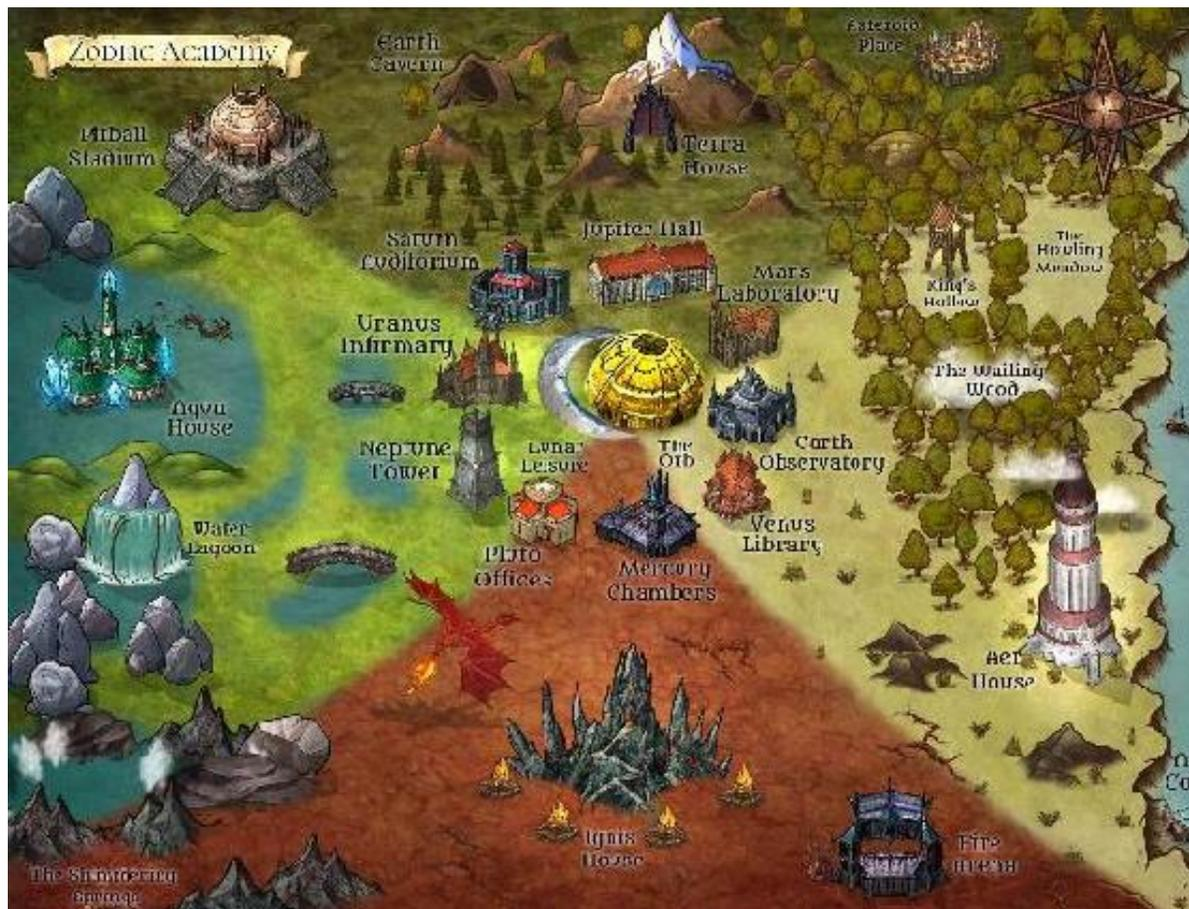 Zodiac Academy
Earth
Cavern
Asteroid
Place
Pitball
Stadium
Terra
House
Saturn
Auditorium
Jupiter Hall
Mars
Laboratory
The
Howling
Meadow
King's
Hollow
Uranus
Infirmary
The Wailing
Wood
Aqua
House
Neptune
Tower
Lunar
Leisure
The
Orb
Earth
Observatory
Venus
Library
Water
Lagoon
Pluto
Offices
Mercury
Chambers
Aer
House
Ignis
House
Fire
Arena
The Shimmering
Springs